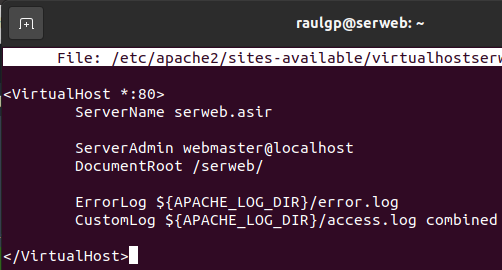 raulgp@serweb: ~
File: /etc/apache2/sites-available/virtualhostserw
<VirtualHost *:80>
ServerName serweb.asir
ServerAdmin webmaster@localhost
DocumentRoot /serweb/
ErrorLog ${APACHE_LOG_DIR}/error.log
CustomLog ${APACHE_LOG_DIR}/access.log combined
</VirtualHost>